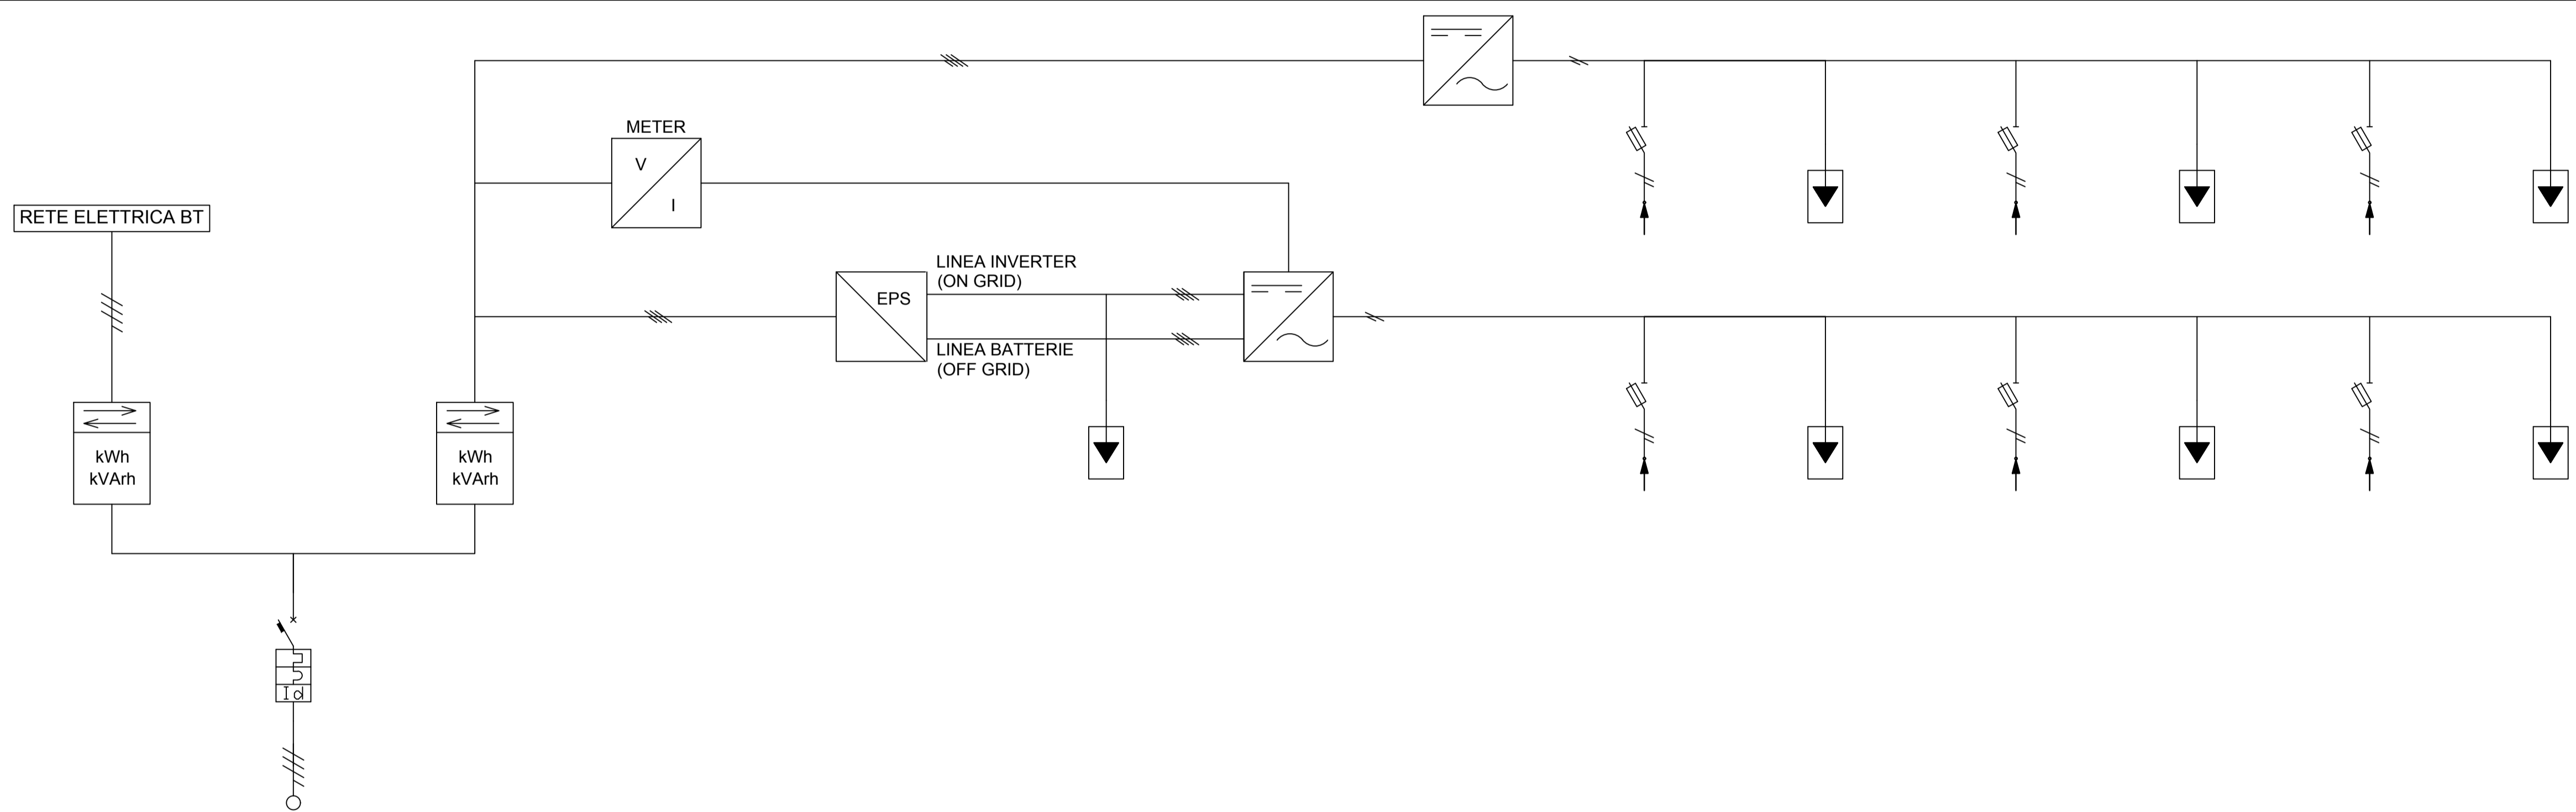 METER
V
I
RETE ELETTRICA BT
LINEA INVERTER
(ON GRID)
EPS
LINEA BATTERIE
(OFF GRID)
kWh
kVArh
kWh
kVArh
Id